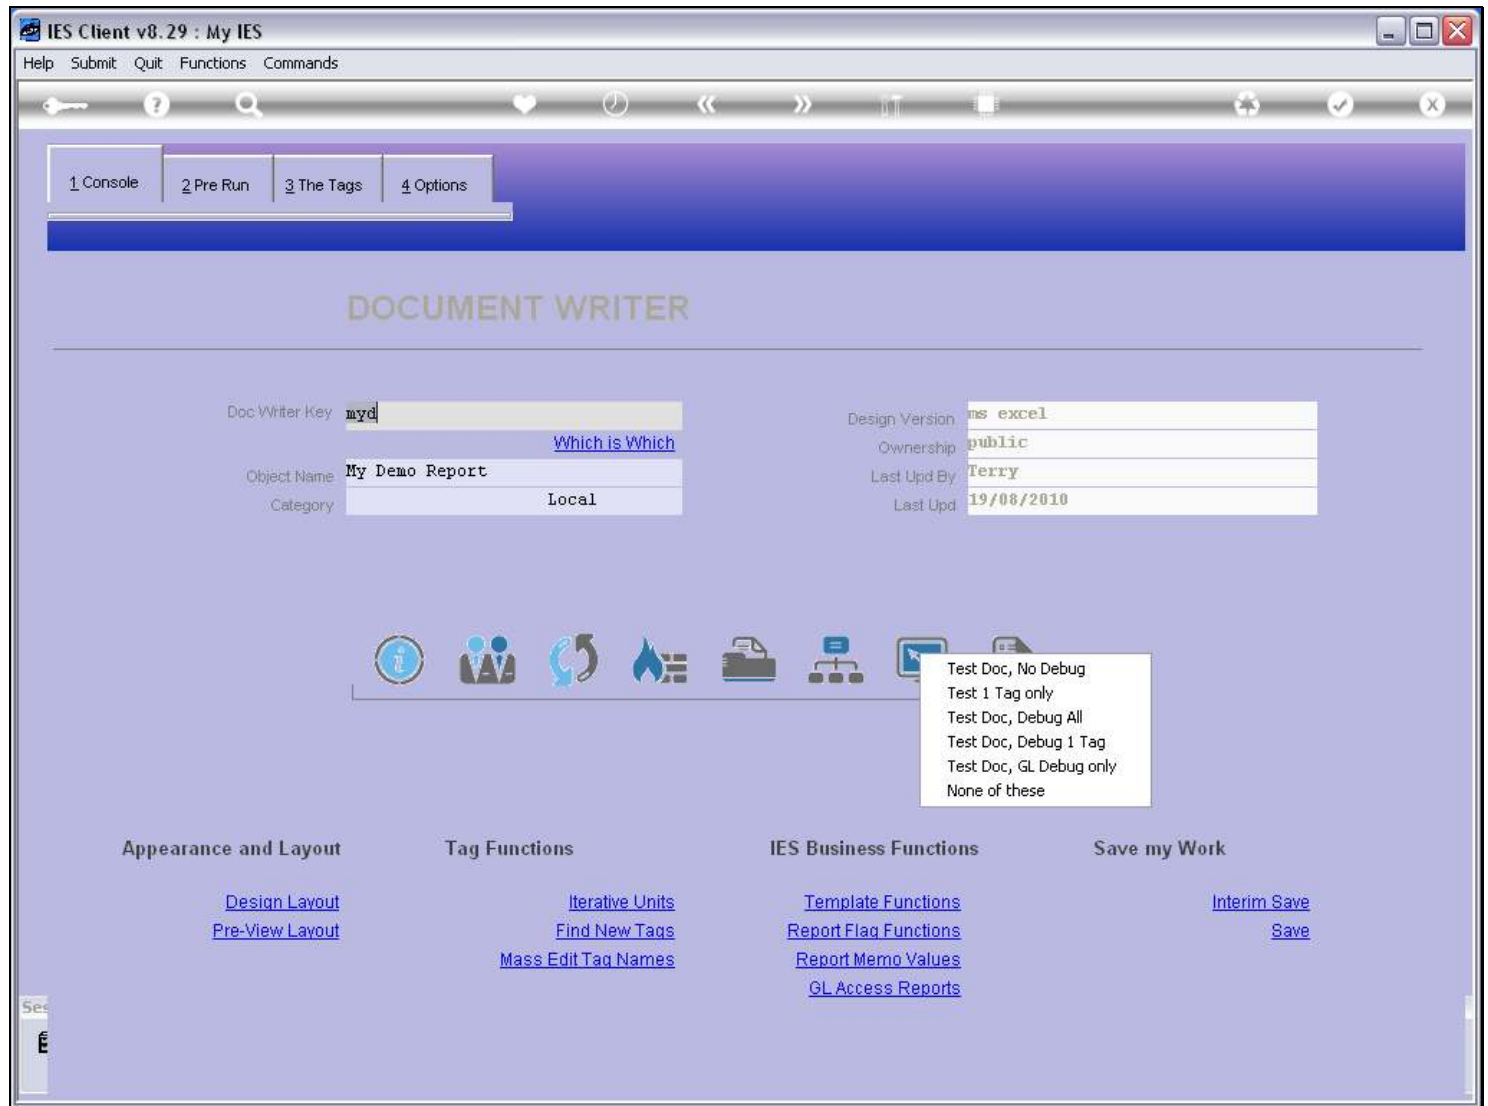 IES Client v8.29 : My IES
Help Submit Quit Functions Commands
1 Console 2 Pre Run 3 The Tags 4 Options
DOCUMENT WRITER
Doc Writer Key myd Design Version ms excel
Which is Which Ownership public
Object Name My Demo Report Last Upd By Terry
Category Local Last Upd 19/08/2010
Test Doc, No Debug
Test 1 Tag only
Test Doc, Debug All
Test Doc, Debug 1 Tag
Test Doc, GL Debug only
None of these
Appearance and Layout Tag Functions IES Business Functions Save my Work
Design Layout Iterative Units Template Functions Interim Save
Pre-View Layout Find New Tags Report Flag Functions Save
Mass Edit Tag Names Report Memo Values
GL Access Reports